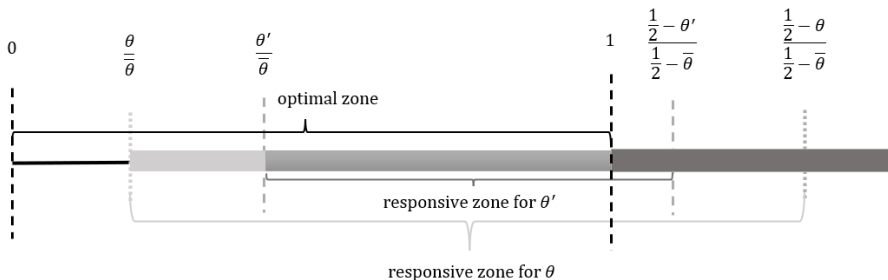 0
θ
θ̅
θ′
θ̅
1
1/2 − θ′
1/2 − θ̅
1/2 − θ
1/2 − θ̅
optimal zone
responsive zone for θ′
responsive zone for θ